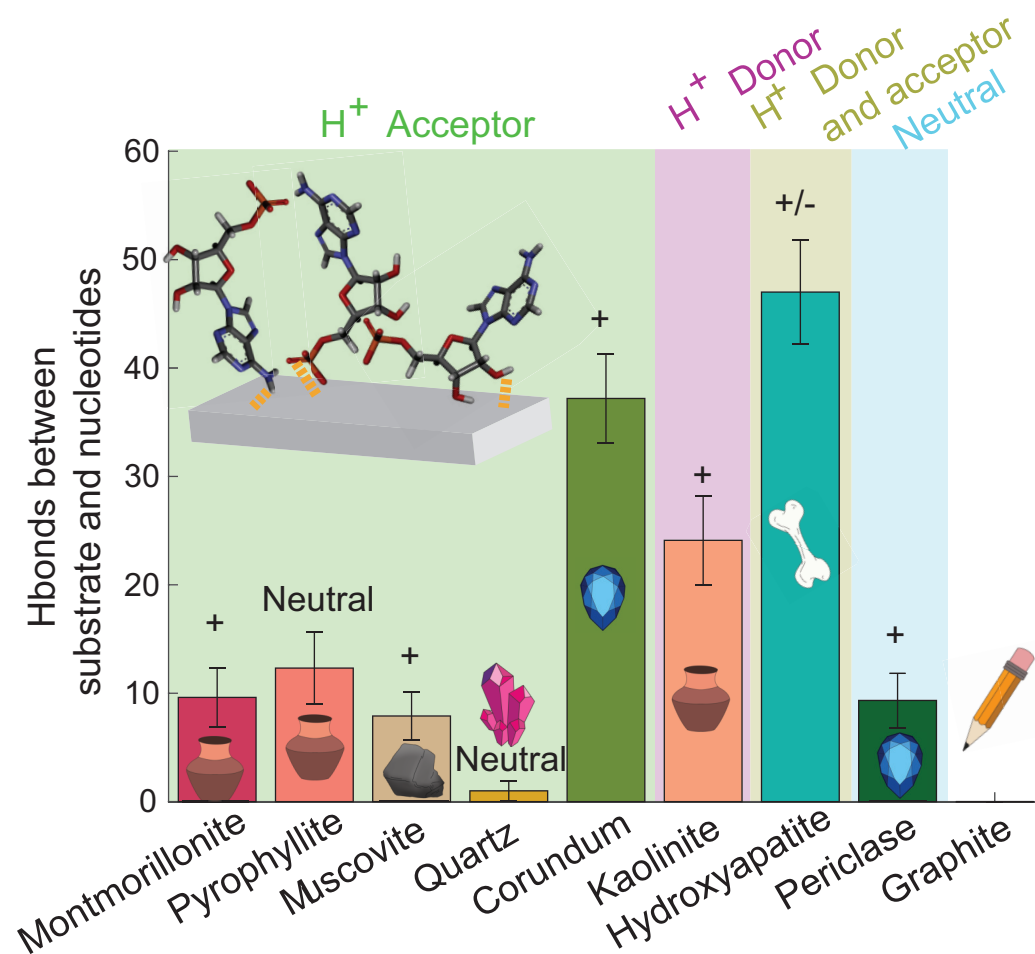 H+ Acceptor
H+ Donor
H+ Donor
and acceptor
Neutral
Hbonds between
substrate and nucleotides
60
50
40
30
20
10
0
+
Neutral
+
Neutral
+
+
+/-
+
Montmorillonite
Pyrophyllite
Muscovite
Quartz
Corundum
Kaolinite
Hydroxyapatite
Periclase
Graphite